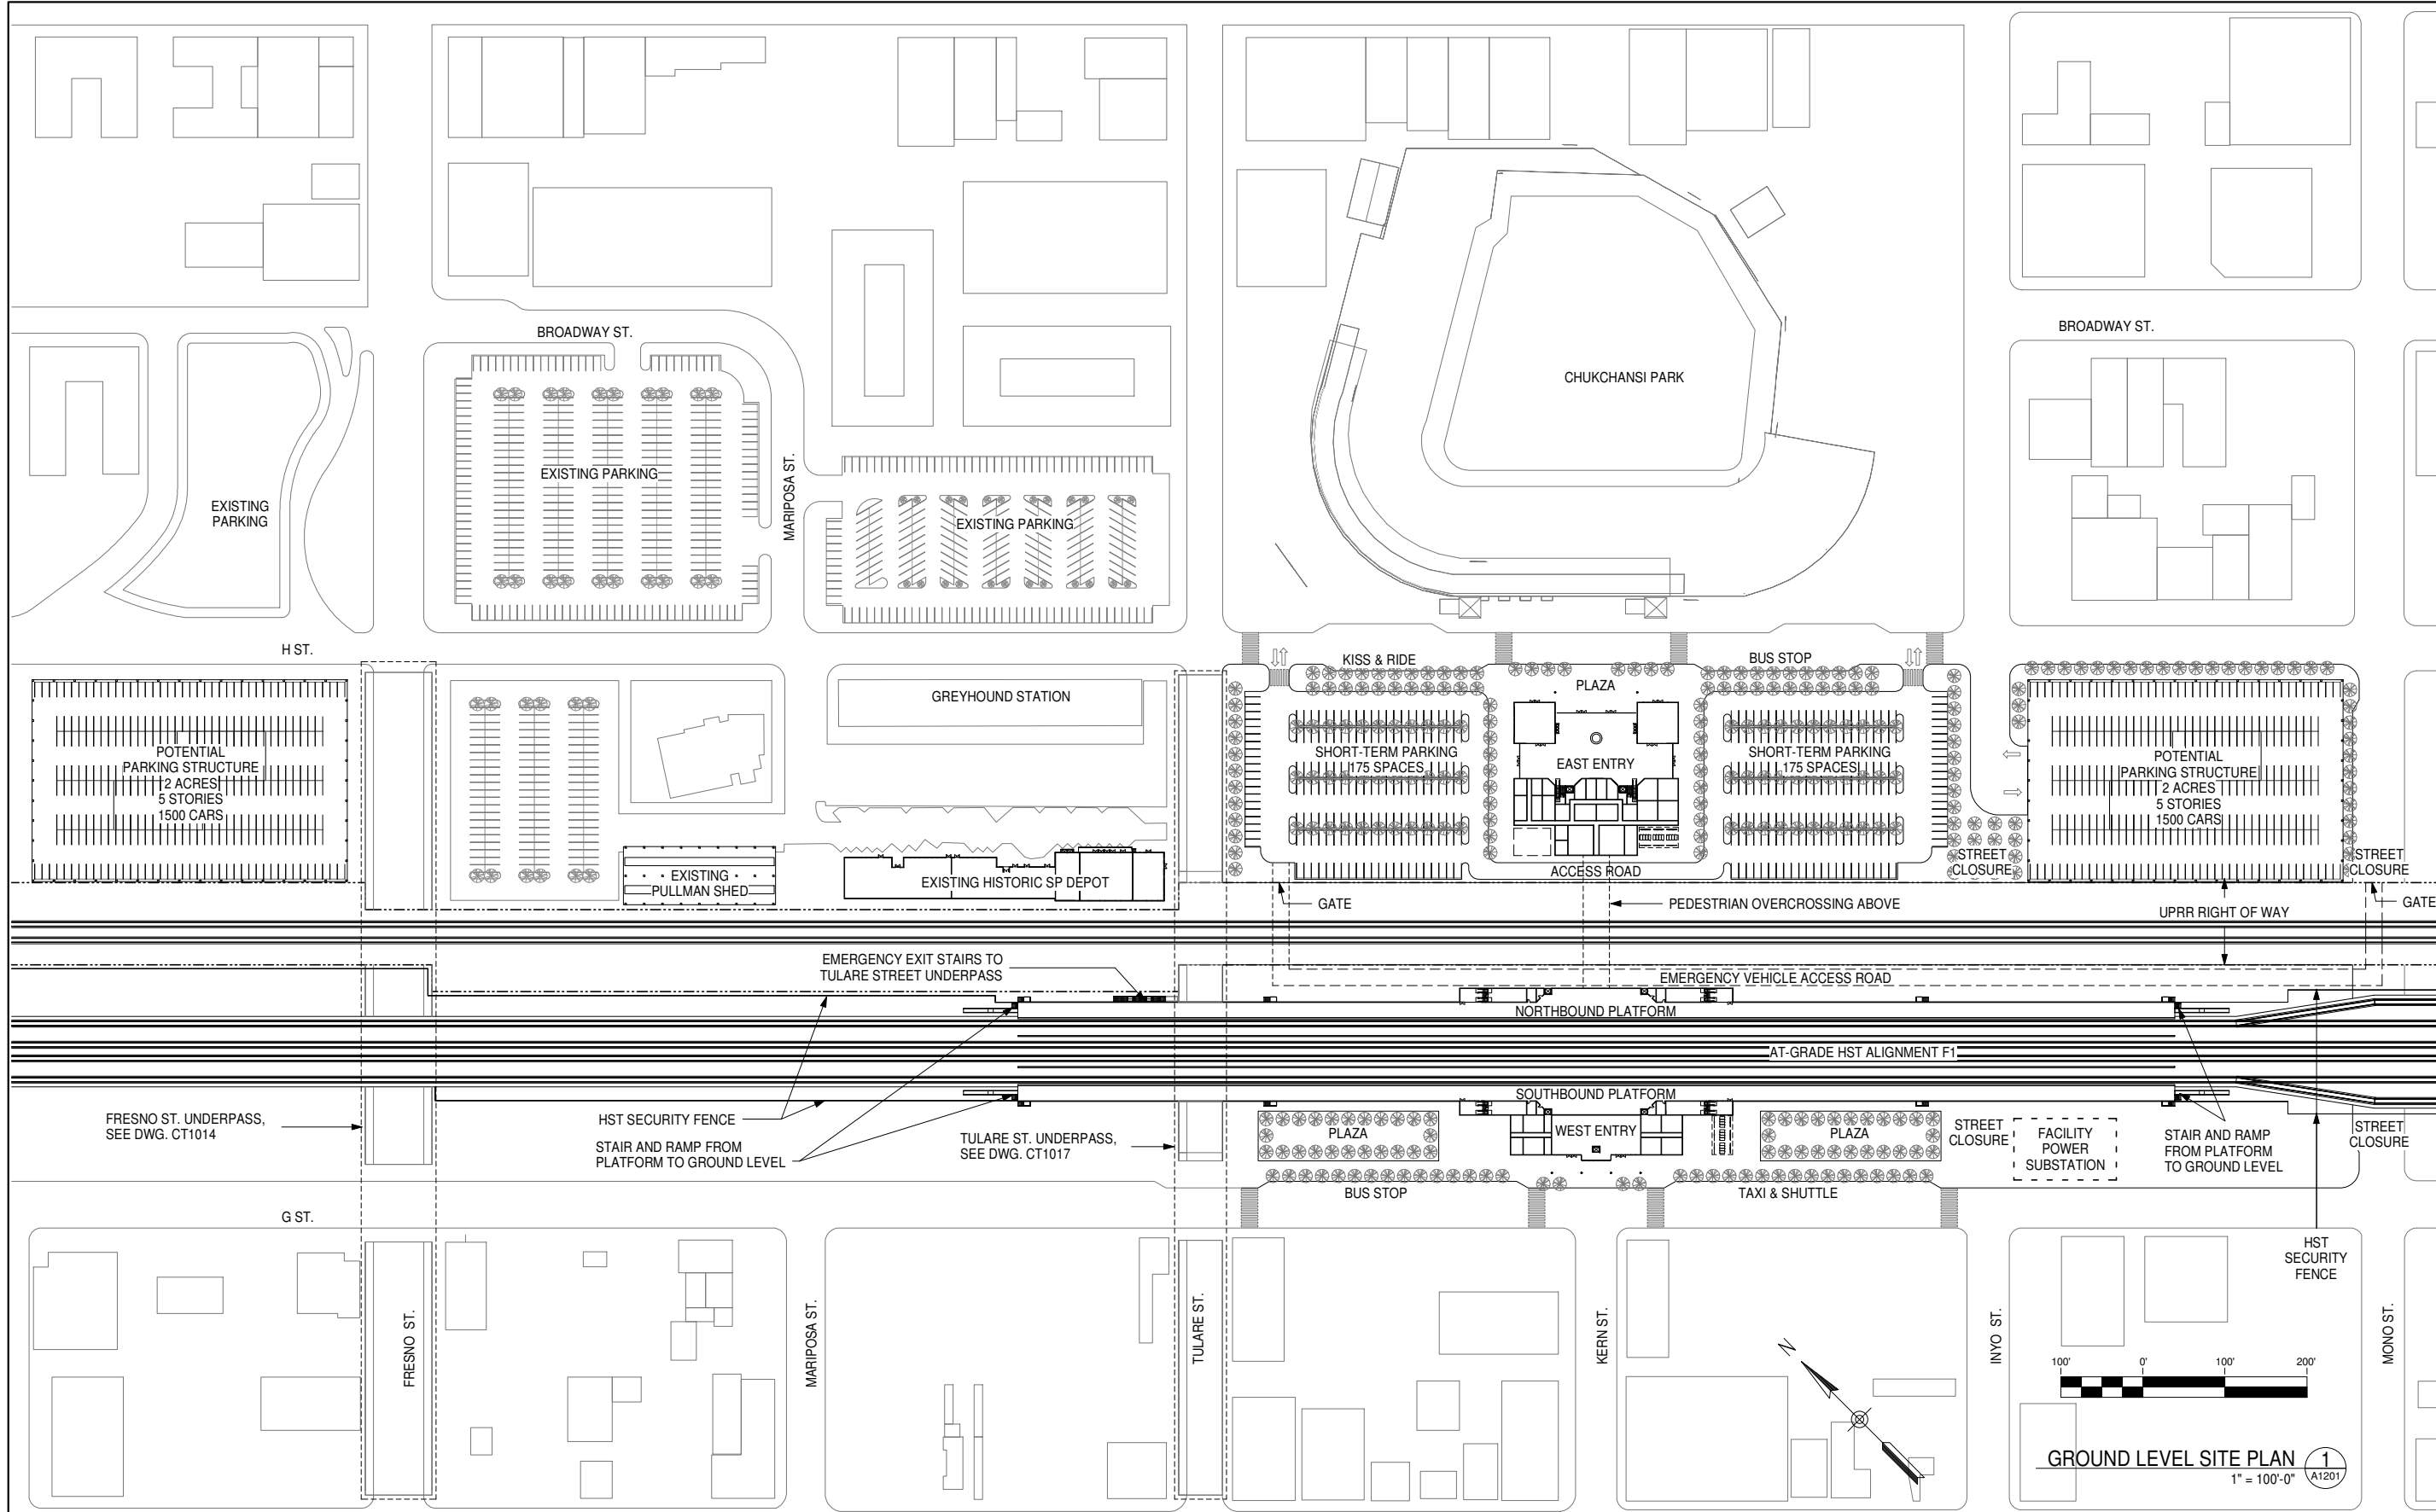 BROADWAY ST.
BROADWAY ST.
CHUKCHANSI PARK
EXISTING PARKING
MARIPOSA ST.
EXISTING
PARKING
EXISTING PARKING
H ST.
KISS & RIDE
BUS STOP
PLAZA
GREYHOUND STATION
POTENTIAL
PARKING STRUCTURE
2 ACRES
5 STORIES
1500 CARS
SHORT-TERM PARKING
175 SPACES
EAST ENTRY
SHORT-TERM PARKING
175 SPACES
POTENTIAL
PARKING STRUCTURE
2 ACRES
5 STORIES
1500 CARS
STREET
CLOSURE
STREET
CLOSURE
EXISTING
PULLMAN SHED
EXISTING HISTORIC SP DEPOT
ACCESS ROAD
GATE
PEDESTRIAN OVERCROSSING ABOVE
UPRR RIGHT OF WAY
GATE
EMERGENCY EXIT STAIRS TO
TULARE STREET UNDERPASS
EMERGENCY VEHICLE ACCESS ROAD
NORTHBOUND PLATFORM
AT-GRADE HST ALIGNMENT F1
SOUTHBOUND PLATFORM
FRESNO ST. UNDERPASS,
SEE DWG. CT1014
HST SECURITY FENCE
STAIR AND RAMP FROM
PLATFORM TO GROUND LEVEL
TULARE ST. UNDERPASS,
SEE DWG. CT1017
PLAZA
WEST ENTRY
PLAZA
STREET
CLOSURE
FACILITY
POWER
SUBSTATION
STAIR AND RAMP
FROM PLATFORM
TO GROUND LEVEL
STREET
CLOSURE
BUS STOP
TAXI & SHUTTLE
G ST.
HST
SECURITY
FENCE
FRESNO ST.
MARIPOSA ST.
TULARE ST.
KERN ST.
INYO ST.
MONO ST.
N
100' 0' 100' 200'
GROUND LEVEL SITE PLAN
1" = 100'-0"
1
A1201